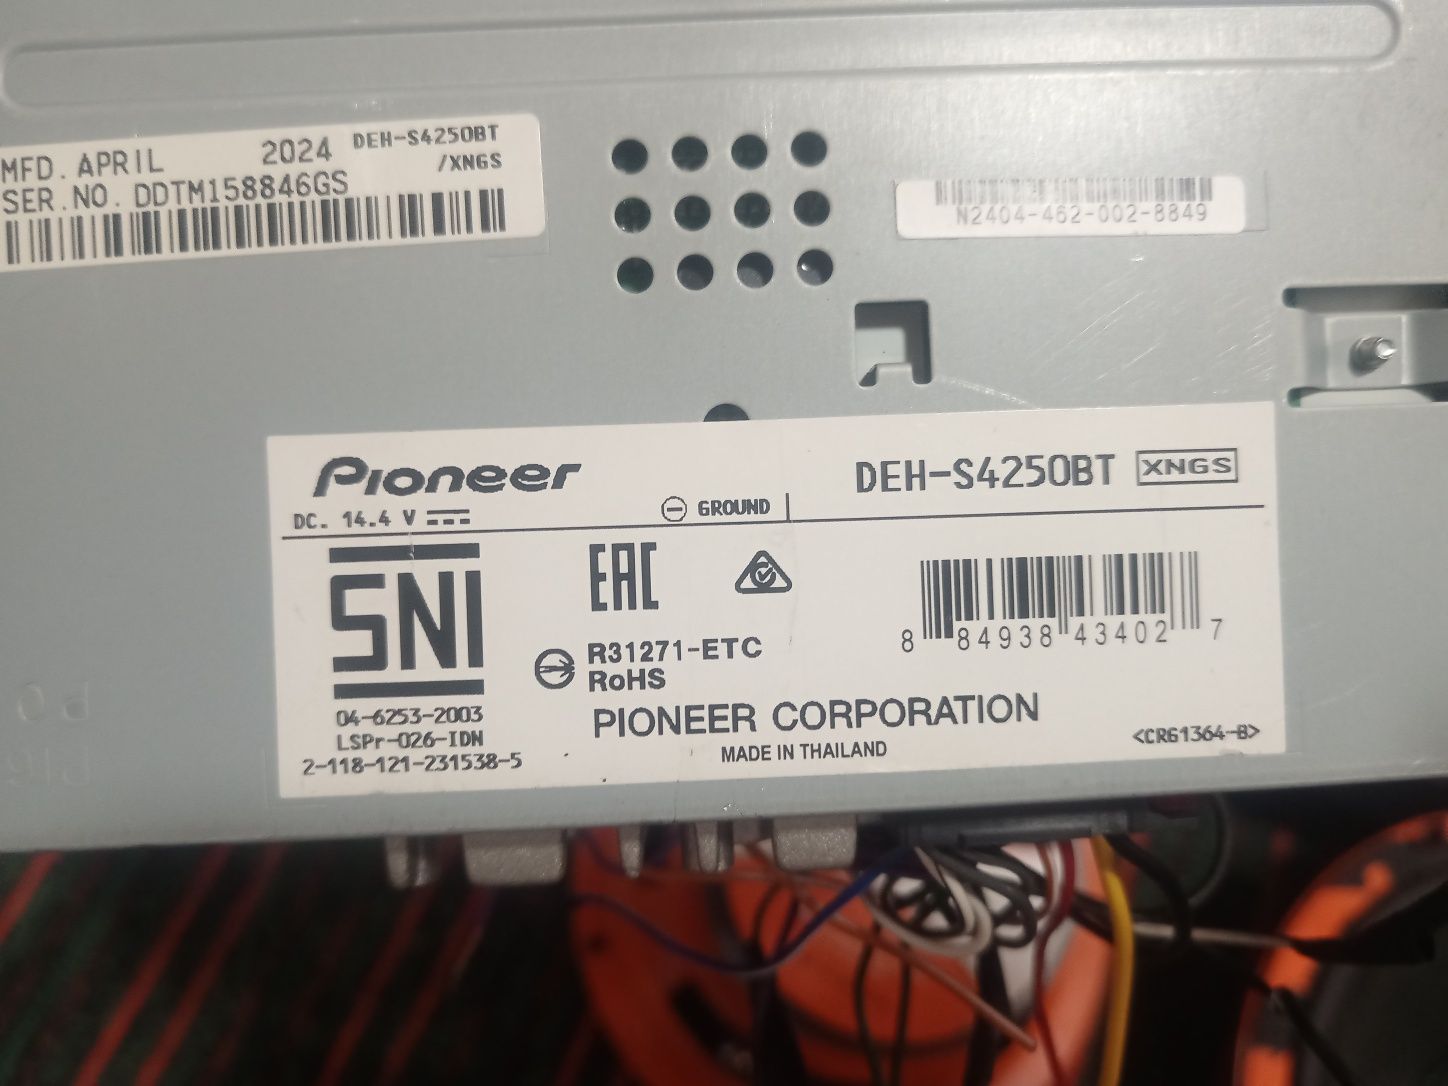 MFD. APRIL 2024 DEH-S4250BT
/XNGS
SER.NO. DDTM158846GS
N2404-462-002-8849
Pioneer
DEH-S4250BT XNGS
DC. 14.4 V
GROUND
SNI
EAC
R31271-ETC
RoHS
8 84938 43402 7
04-6253-2003
LSPr-026-IDN
2-118-121-231538-5
PIONEER CORPORATION
MADE IN THAILAND
<CRG1364-B>